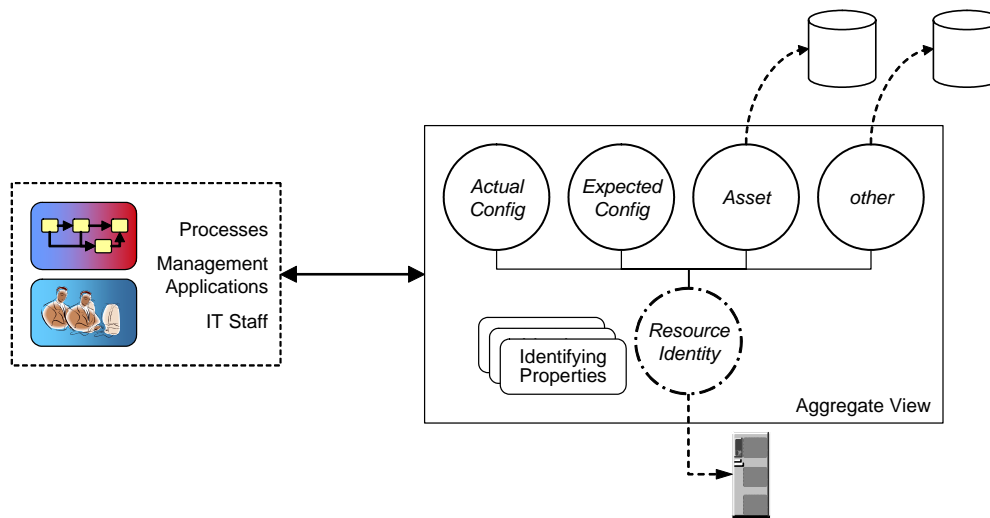 Processes
Management
Applications
IT Staff
Actual
Config
Expected
Config
Asset
other
Resource
Identity
Identifying
Properties
Aggregate View